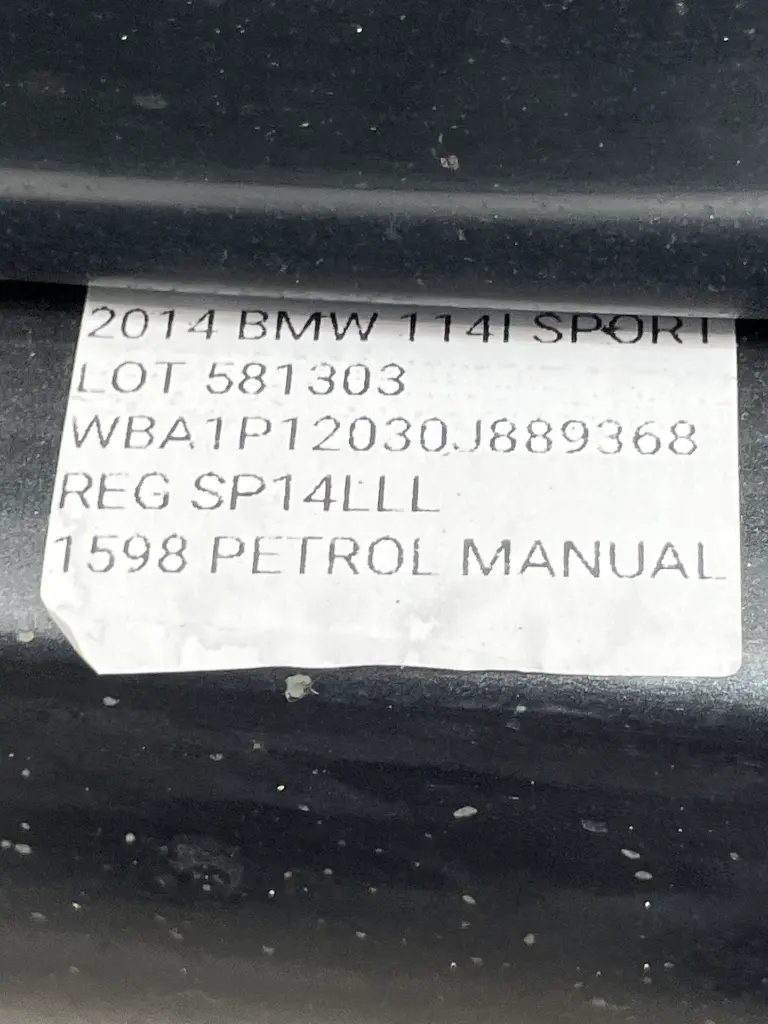 2014 BMW 114I SPORT
LOT 581303
WBA1P12030J889368
REG SP14LLL
1598 PETROL MANUAL